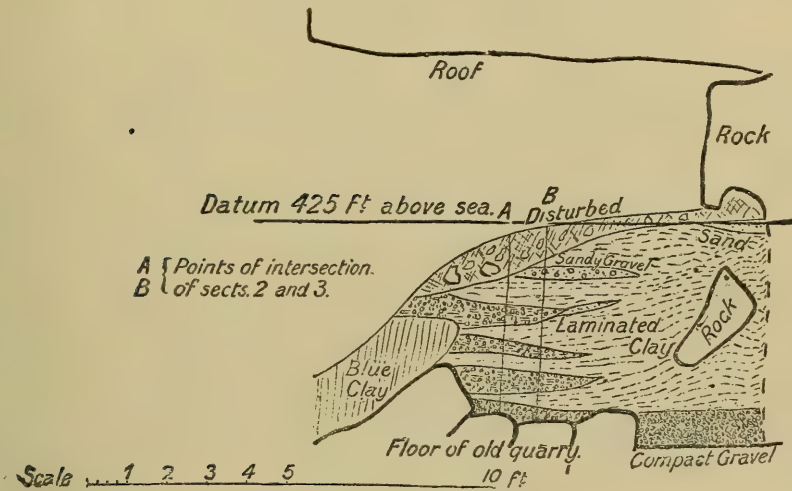 Roof
Rock
Datum 425 Ft above sea. A B
Disturbed
Sand
A { Points of intersection.
B of sects. 2 and 3.
Sandy Gravel
Laminated
Clay
Rock
Blue
Clay
Floor of old quarry.
Compact Gravel
Scale 1 2 3 4 5 10 ft